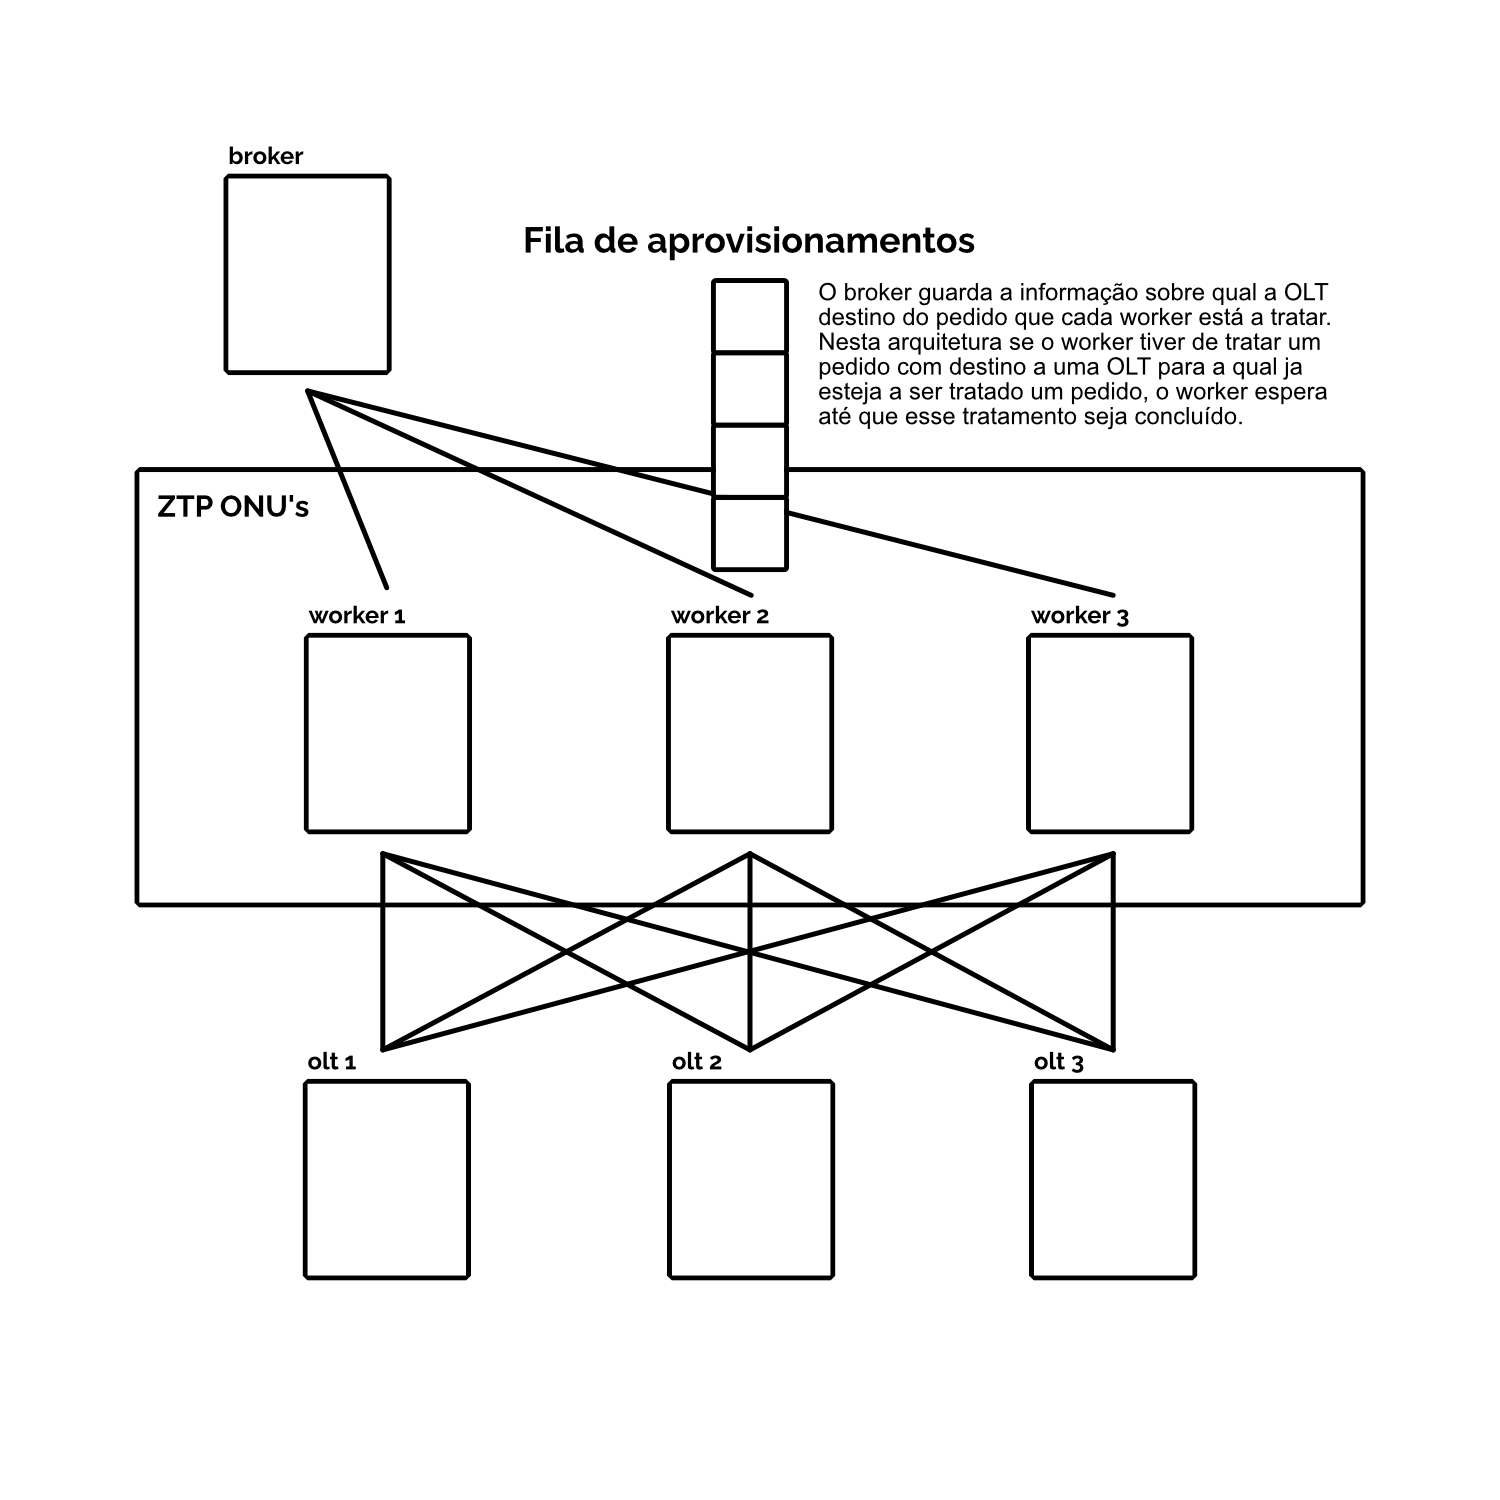 broker
Fila de aprovisionamentos
O broker guarda a informação sobre qual a OLT
destino do pedido que cada worker está a tratar.
Nesta arquitetura se o worker tiver de tratar um
pedido com destino a uma OLT para a qual ja
esteja a ser tratado um pedido, o worker espera
até que esse tratamento seja concluído.
ZTP ONU's
worker 1
worker 2
worker 3
olt 1
olt 2
olt 3